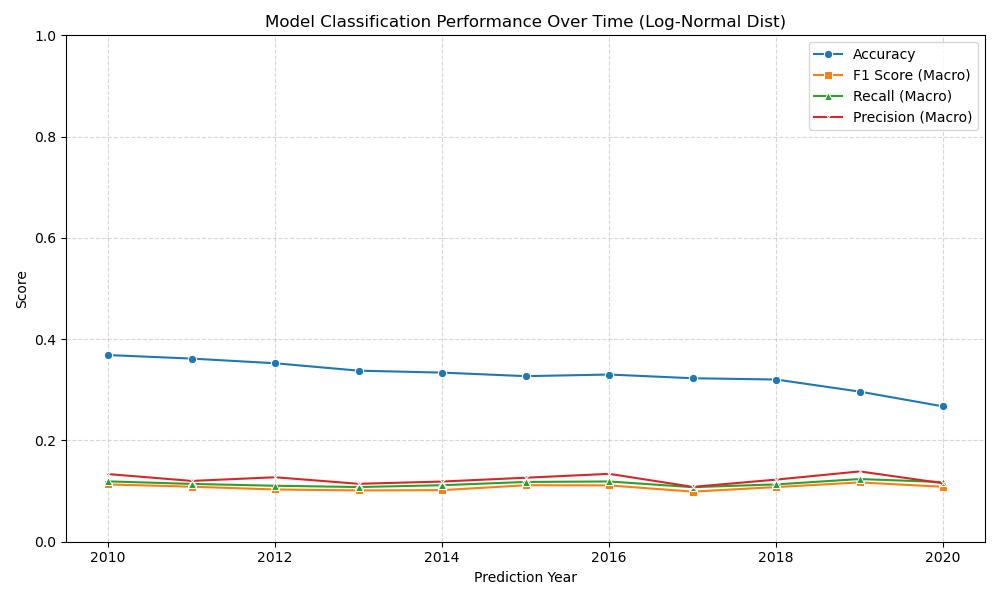 Model Classification Performance Over Time (Log-Normal Dist)
1.0
0.8
0.6
0.4
0.2
0.0
Score
Accuracy
F1 Score (Macro)
Recall (Macro)
Precision (Macro)
2010
2012
2014
2016
2018
2020
Prediction Year